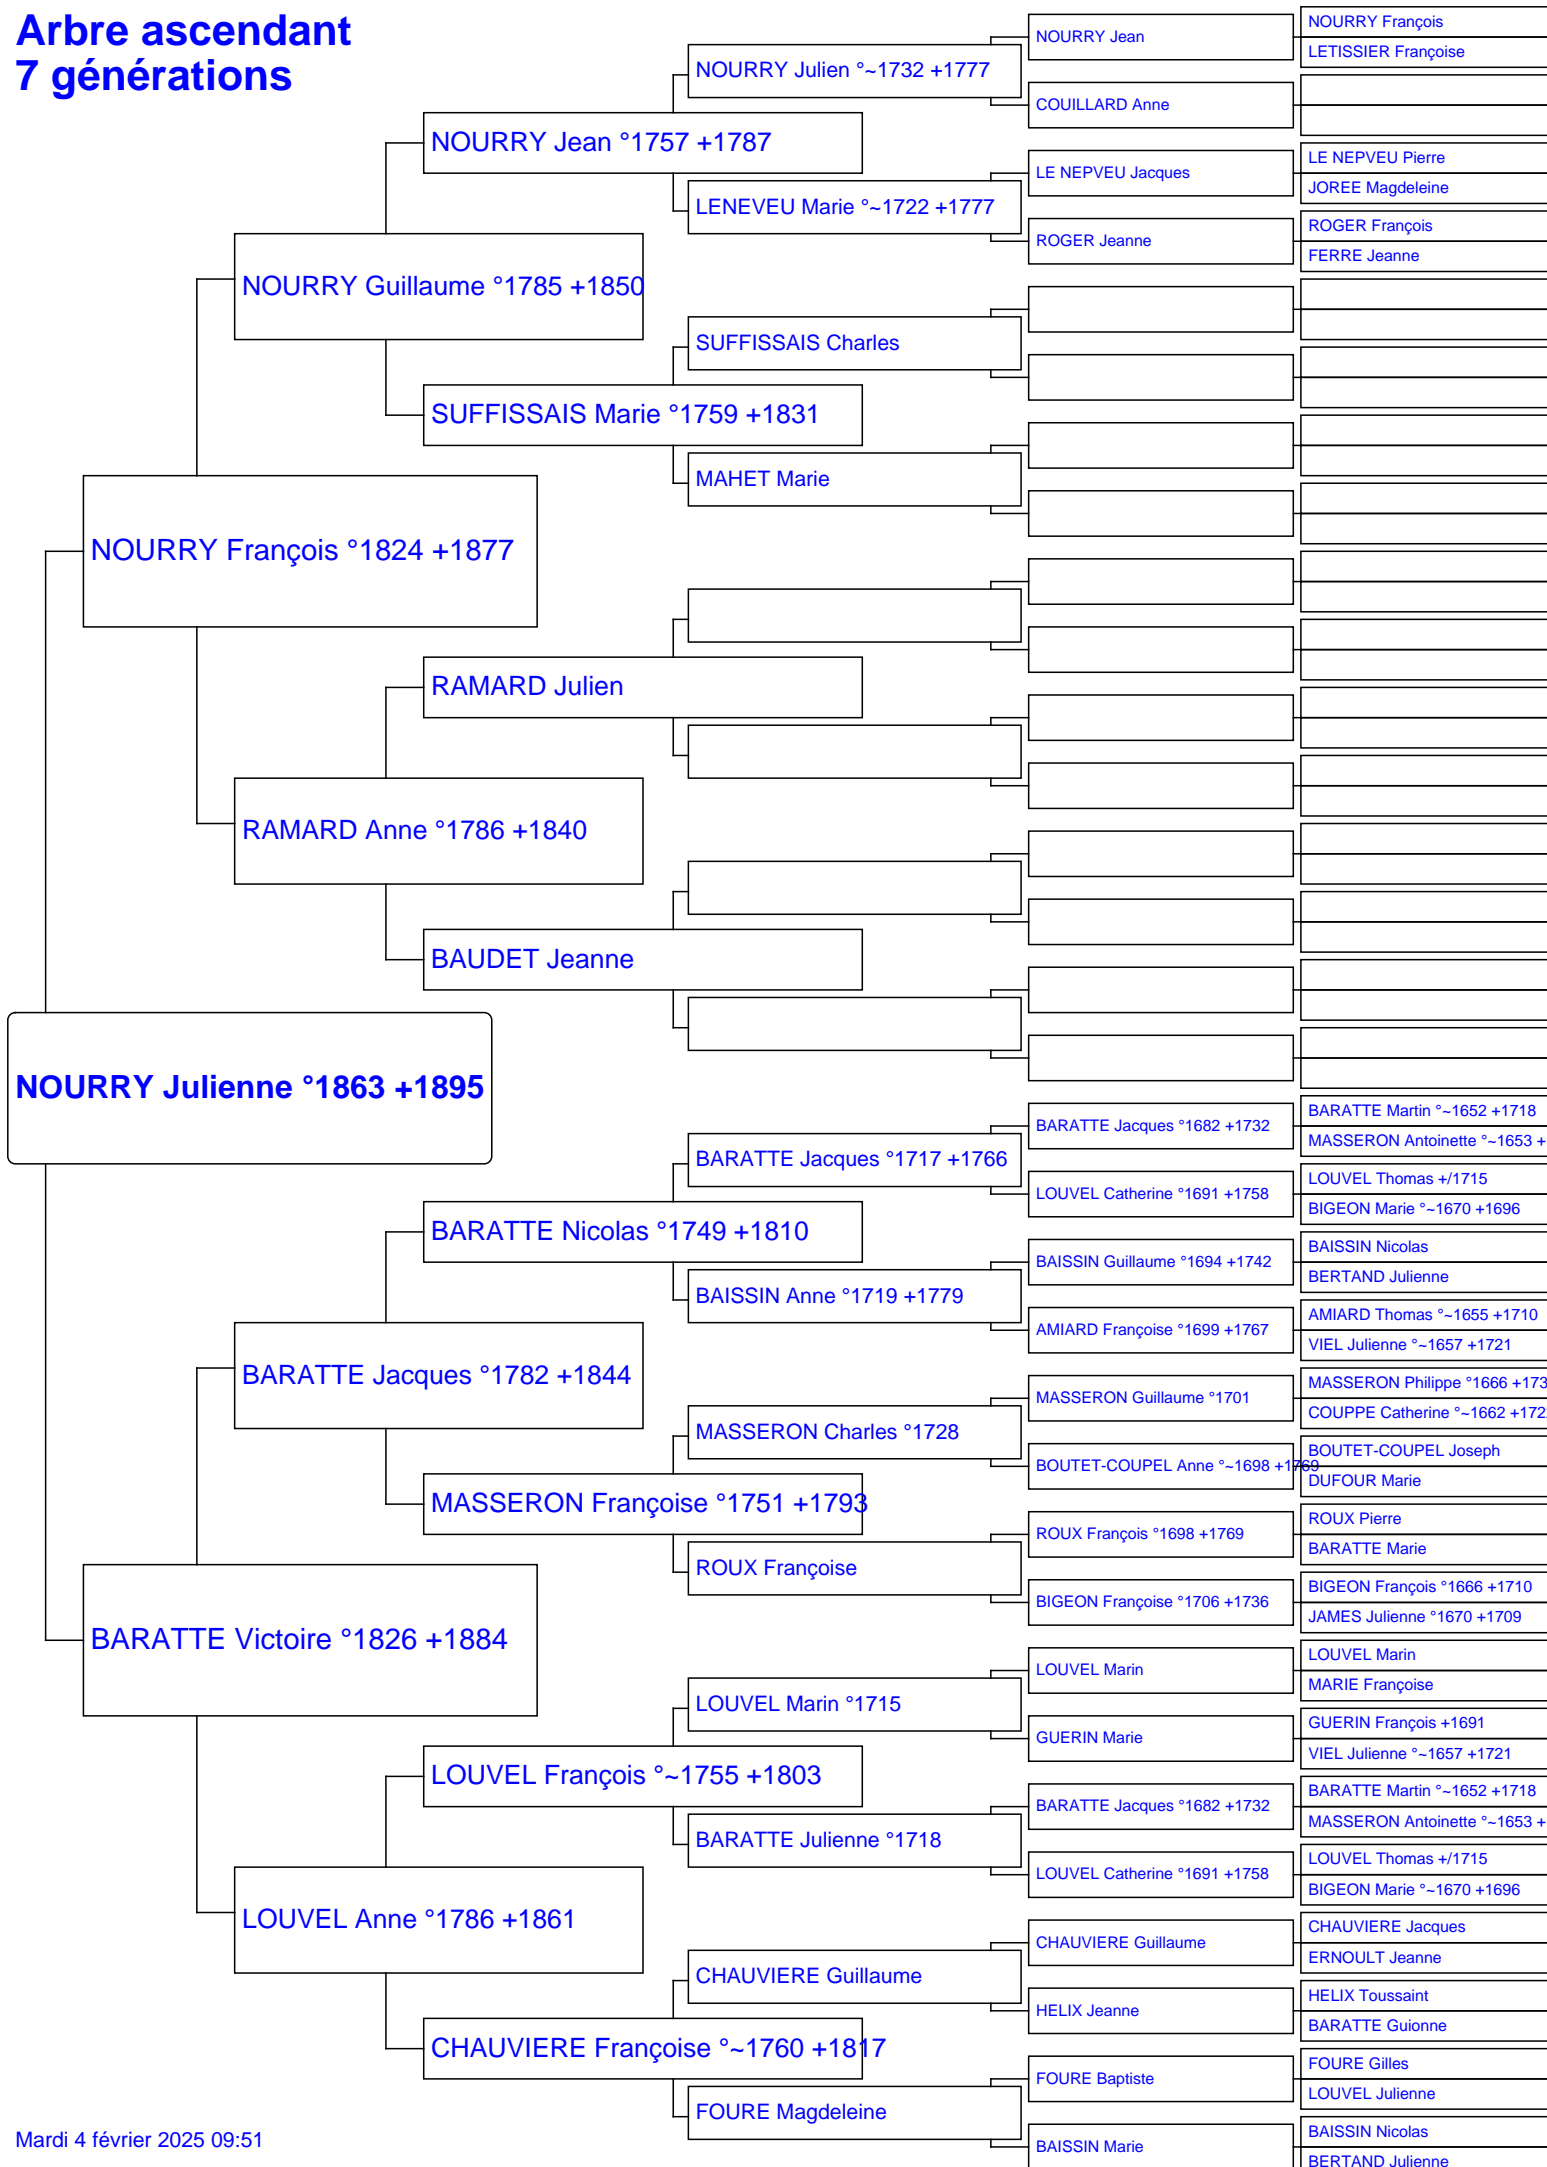 Arbre ascendant
7 générations
NOURRY Julienne °1863 +1895
NOURRY François °1824 +1877
BARATTE Victoire °1826 +1884
NOURRY Guillaume °1785 +1850
RAMARD Anne °1786 +1840
BARATTE Jacques °1782 +1844
LOUVEL Anne °1786 +1861
NOURRY Jean °1757 +1787
SUFFISSAIS Marie °1759 +1831
RAMARD Julien
BAUDET Jeanne
BARATTE Nicolas °1749 +1810
MASSERON Françoise °1751 +1793
LOUVEL François °~1755 +1803
CHAUVIERE Françoise °~1760 +1817
NOURRY Julien °~1732 +1777
LENEVEU Marie °~1722 +1777
SUFFISSAIS Charles
MAHET Marie
BARATTE Jacques °1717 +1766
BAISSIN Anne °1719 +1779
MASSERON Charles °1728
ROUX Françoise
LOUVEL Marin °1715
BARATTE Julienne °1718
CHAUVIERE Guillaume
FOURE Magdeleine
NOURRY Jean
COUILLARD Anne
LE NEPVEU Jacques
ROGER Jeanne
BARATTE Jacques °1682 +1732
LOUVEL Catherine °1691 +1758
BAISSIN Guillaume °1694 +1742
AMIARD Françoise °1699 +1767
MASSERON Guillaume °1701
BOUTET-COUPEL Anne °~1698 +1769
ROUX François °1698 +1769
BIGEON Françoise °1706 +1736
LOUVEL Marin
GUERIN Marie
BARATTE Jacques °1682 +1732
LOUVEL Catherine °1691 +1758
CHAUVIERE Guillaume
HELIX Jeanne
FOURE Baptiste
BAISSIN Marie
NOURRY François
LETISSIER Françoise
LE NEPVEU Pierre
JOREE Magdeleine
ROGER François
FERRE Jeanne
BARATTE Martin °~1652 +1718
MASSERON Antoinette °~1653 +
LOUVEL Thomas +/1715
BIGEON Marie °~1670 +1696
BAISSIN Nicolas
BERTAND Julienne
AMIARD Thomas °~1655 +1710
VIEL Julienne °~1657 +1721
MASSERON Philippe °1666 +173
COUPPE Catherine °~1662 +172
BOUTET-COUPEL Joseph
DUFOUR Marie
ROUX Pierre
BARATTE Marie
BIGEON François °1666 +1710
JAMES Julienne °1670 +1709
LOUVEL Marin
MARIE Françoise
GUERIN François +1691
VIEL Julienne °~1657 +1721
BARATTE Martin °~1652 +1718
MASSERON Antoinette °~1653 +
LOUVEL Thomas +/1715
BIGEON Marie °~1670 +1696
CHAUVIERE Jacques
ERNOULT Jeanne
HELIX Toussaint
BARATTE Guionne
FOURE Gilles
LOUVEL Julienne
BAISSIN Nicolas
BERTAND Julienne
Mardi 4 février 2025 09:51